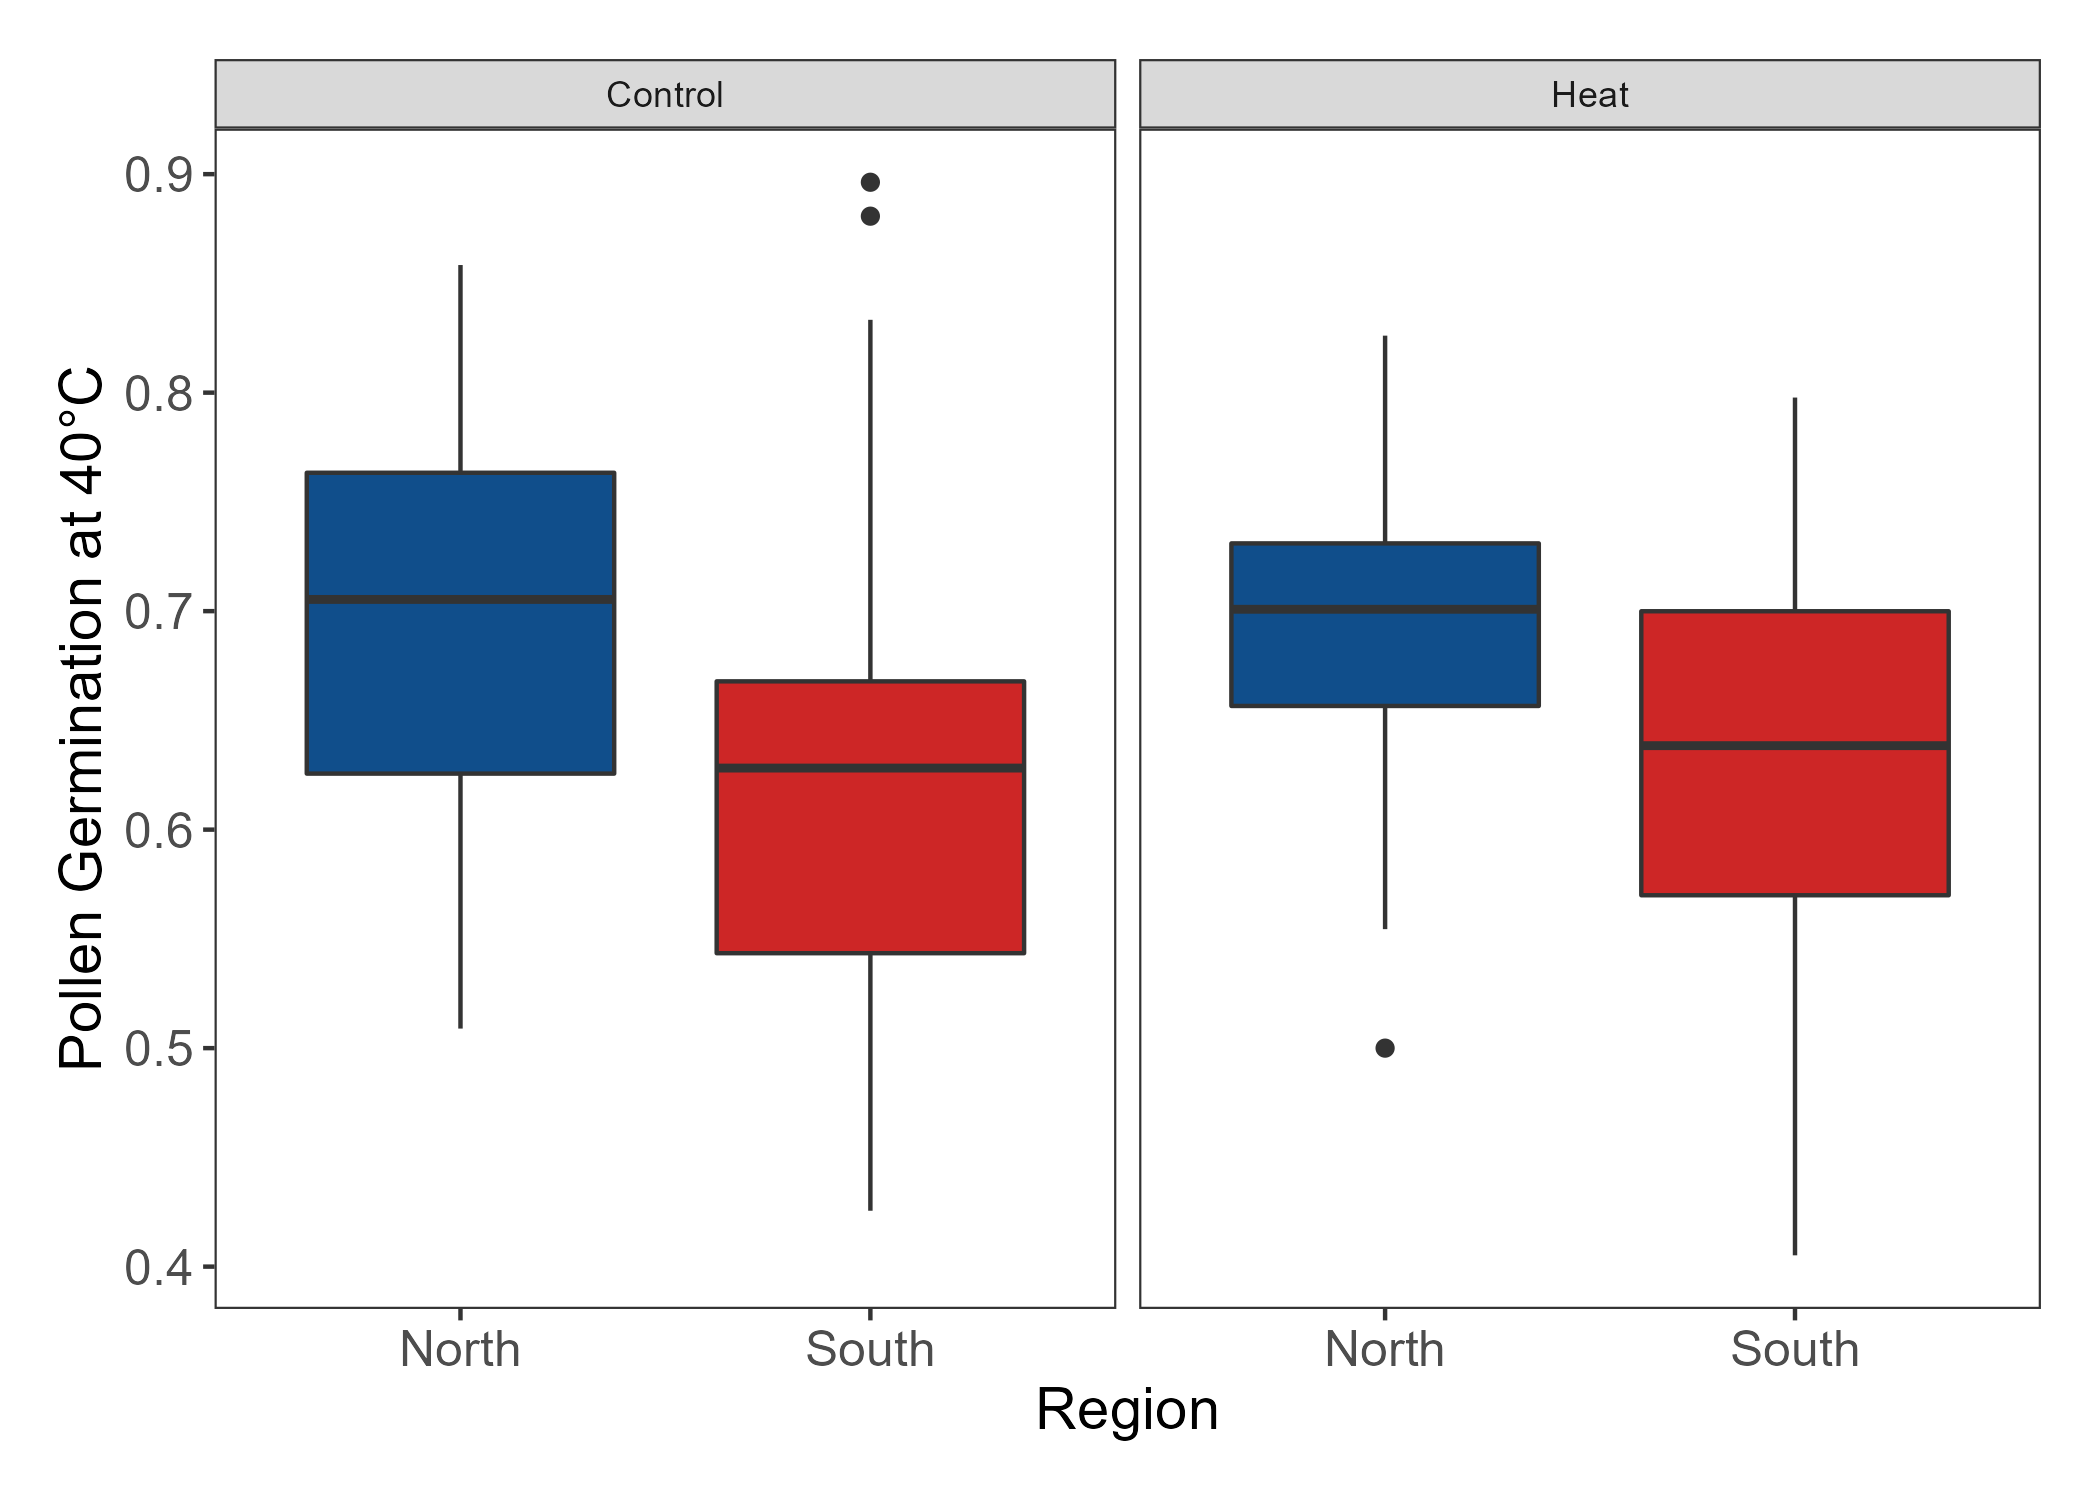 Control
Heat
Pollen Germination at 40°C
0.9
0.8
0.7
0.6
0.5
0.4
North
South
North
South
Region